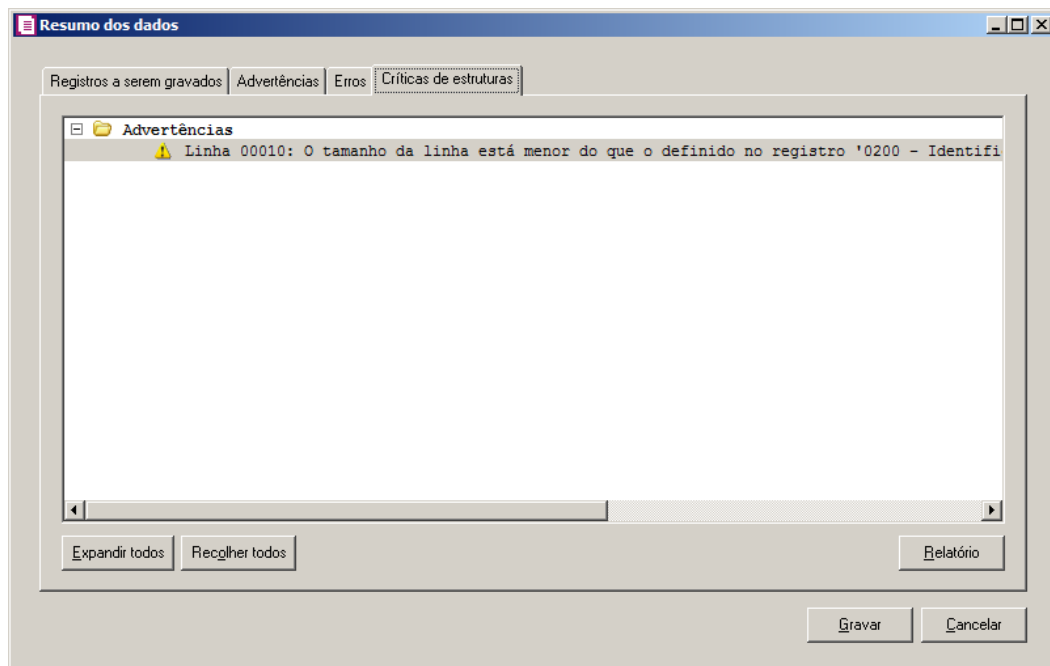 Resumo dos dados
Registros a serem gravados Advertências Erros Críticas de estruturas
Advertências
Linha 00010: O tamanho da linha está menor do que o definido no registro '0200 - Identifi
Expandir todos Recolher todos Relatório
Gravar Cancelar